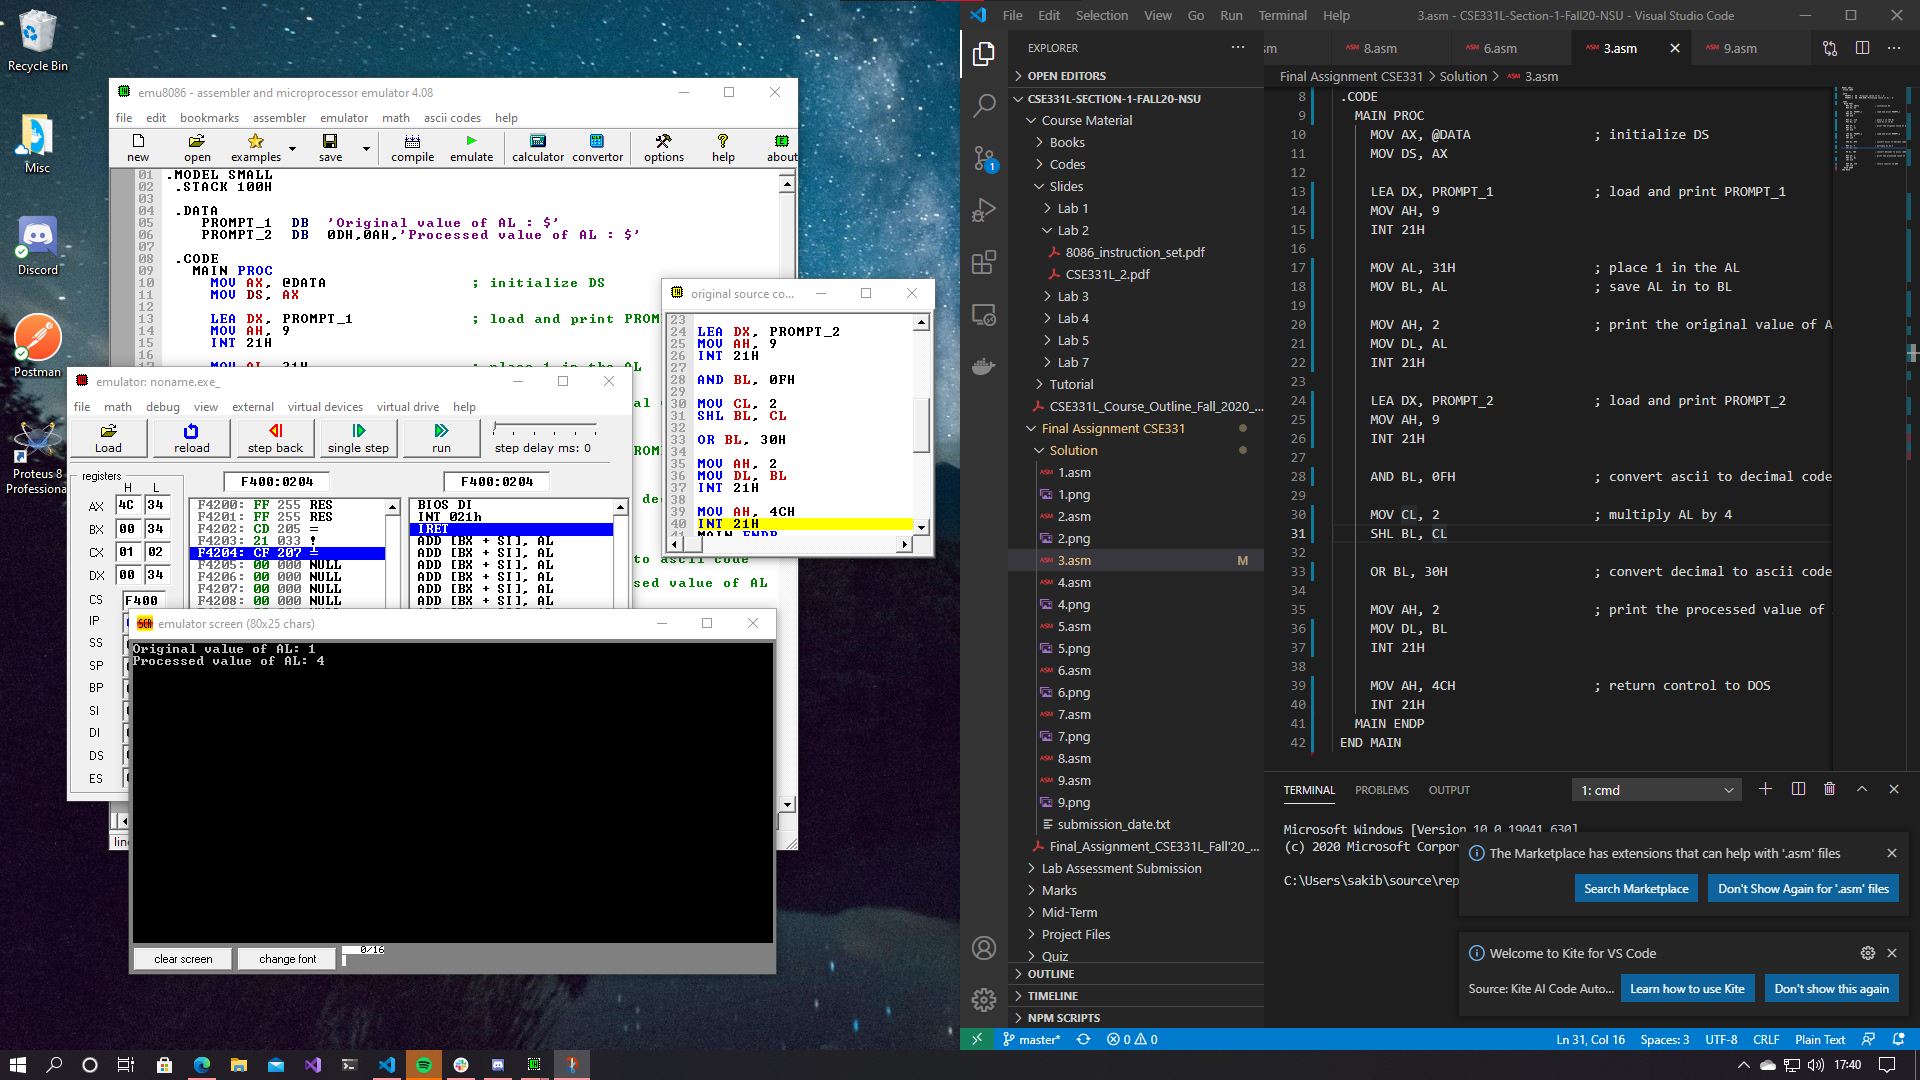 Recycle Bin
Misc
Discord
Postman
Proteus 8
Professiona
emu8086 - assembler and microprocessor emulator 4.08
file edit bookmarks assembler emulator math ascii codes help
new open examples save compile emulate calculator convertor options help about
01 .MODEL SMALL
02 .STACK 100H
03
04 .DATA
05 PROMPT_1 DB 'Original value of AL : $'
06 PROMPT_2 DB 0DH,0AH,'Processed value of AL : $'
07
08 .CODE
09 MAIN PROC
10 MOV AX, @DATA ; initialize DS
11 MOV DS, AX
12
13 LEA DX, PROMPT_1 ; load and print PROM
14 MOV AH, 9
15 INT 21H
16
original source co...
23
24 LEA DX, PROMPT_2
25 MOV AH, 9
26 INT 21H
27
28 AND BL, 0FH
29
30 MOV CL, 2
31 SHL BL, CL
32
33 OR BL, 30H
34
35 MOV AH, 2
36 MOV DL, BL
37 INT 21H
38
39 MOV AH, 4CH
40 INT 21H
41 MAIN ENDP
to ascii code
sed value of AL
emulator: noname.exe_
file math debug view external virtual devices virtual drive help
Load reload step back single step run step delay ms: 0
registers
H L
F400:0204 F400:0204
AX 4C 34
BX 00 34
CX 01 02
DX 00 34
CS F400
IP
SS
SP
BP
SI
DI
DS
ES
F4200: FF 255 RES
F4201: FF 255 RES
F4202: CD 205 =
F4203: 21 033 !
F4204: CF 207 ╧
F4205: 00 000 NULL
F4206: 00 000 NULL
F4207: 00 000 NULL
F4208: 00 000 NULL
BIOS DI
INT 021h
IRET
ADD [BX + SI], AL
ADD [BX + SI], AL
ADD [BX + SI], AL
ADD [BX + SI], AL
ADD [BX + SI], AL
ADD [BX + SI], AL
emulator screen (80x25 chars)
Original value of AL: 1
Processed value of AL: 4
clear screen change font 0/16
File Edit Selection View Go Run Terminal Help
3.asm - CSE331L-Section-1-Fall20-NSU - Visual Studio Code
EXPLORER
OPEN EDITORS
CSE331L-SECTION-1-FALL20-NSU
Course Material
Books
Codes
Slides
Lab 1
Lab 2
8086_instruction_set.pdf
CSE331L_2.pdf
Lab 3
Lab 4
Lab 5
Lab 7
Tutorial
CSE331L_Course_Outline_Fall_2020_...
Final Assignment CSE331
Solution
1.asm
1.png
2.asm
2.png
3.asm M
4.asm
4.png
5.asm
5.png
6.asm
6.png
7.asm
7.png
8.asm
9.asm
9.png
submission_date.txt
Final_Assignment_CSE331L_Fall'20_...
Lab Assessment Submission
Marks
Mid-Term
Project Files
Quiz
OUTLINE
TIMELINE
NPM SCRIPTS
1
sm 8.asm 6.asm 3.asm 9.asm
Final Assignment CSE331 > Solution > 3.asm
8 .CODE
9 MAIN PROC
10 MOV AX, @DATA ; initialize DS
11 MOV DS, AX
12
13 LEA DX, PROMPT_1 ; load and print PROMPT_1
14 MOV AH, 9
15 INT 21H
16
17 MOV AL, 31H ; place 1 in the AL
18 MOV BL, AL ; save AL in to BL
19
20 MOV AH, 2 ; print the original value of A
21 MOV DL, AL
22 INT 21H
23
24 LEA DX, PROMPT_2 ; load and print PROMPT_2
25 MOV AH, 9
26 INT 21H
27
28 AND BL, 0FH ; convert ascii to decimal code
29
30 MOV CL, 2 ; multiply AL by 4
31 SHL BL, CL
32
33 OR BL, 30H ; convert decimal to ascii code
34
35 MOV AH, 2 ; print the processed value of
36 MOV DL, BL
37 INT 21H
38
39 MOV AH, 4CH ; return control to DOS
40 INT 21H
41 MAIN ENDP
42 END MAIN
TERMINAL PROBLEMS OUTPUT 1: cmd
Microsoft Windows [Version 10.0.19041.630]
(c) 2020 Microsoft Corpor
C:\Users\sakib\source\rep
The Marketplace has extensions that can help with '.asm' files
Search Marketplace Don't Show Again for '.asm' files
Welcome to Kite for VS Code
Source: Kite AI Code Auto... Learn how to use Kite Don't show this again
master* 0 0 Ln 31, Col 16 Spaces: 3 UTF-8 CRLF Plain Text
17:40